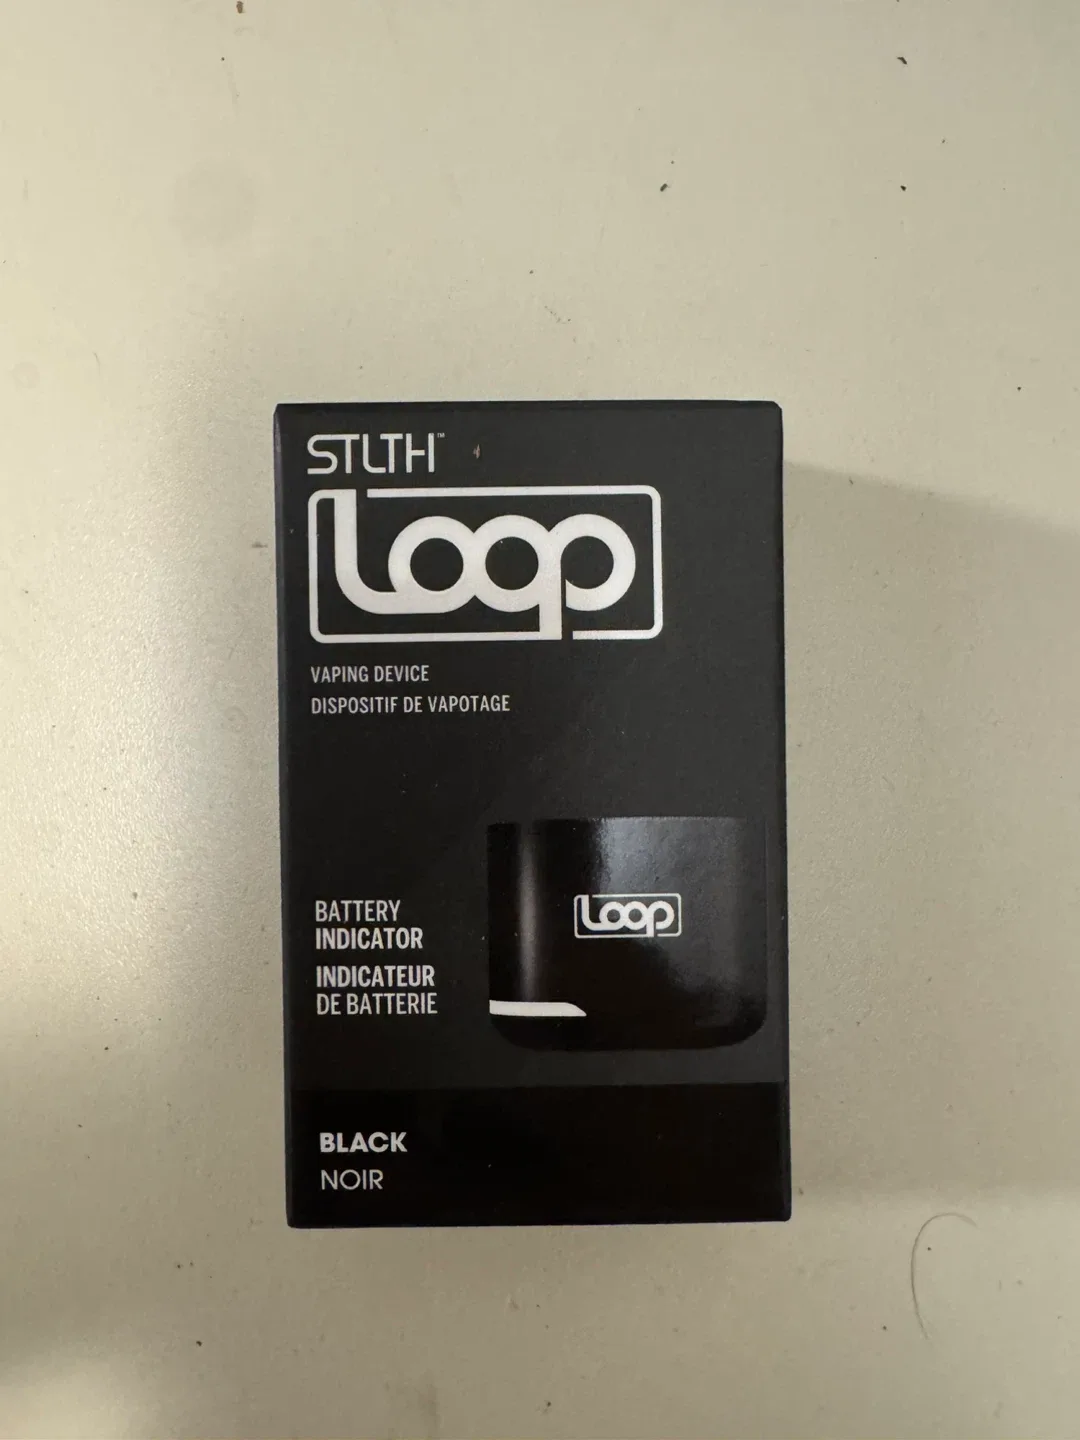 STLTH™
Loop
VAPING DEVICE
DISPOSITIF DE VAPOTAGE
BATTERY
INDICATOR
INDICATEUR
DE BATTERIE
Loop
BLACK
NOIR